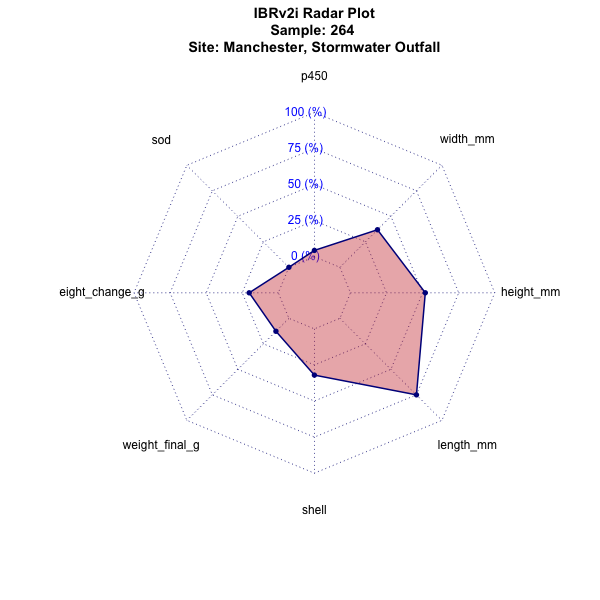 IBRv2i Radar Plot
Sample: 264
Site: Manchester, Stormwater Outfall
p450
100 (%)
sod
width_mm
75 (%)
50 (%)
25 (%)
0 (%)
eight_change_g
height_mm
weight_final_g
length_mm
shell